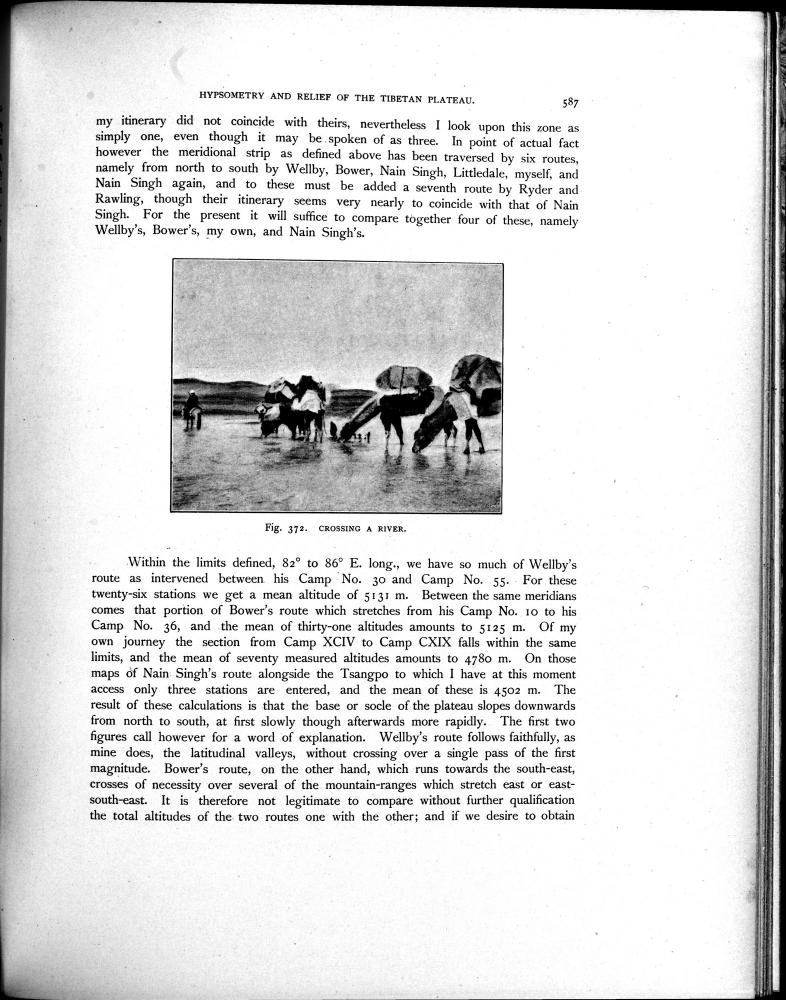 HYPSOMETRY AND RELIEF OF THE TIBETAN PLATEAU. 587
my itinerary did not coincide with theirs, nevertheless I look upon this zone as
simply one, even though it may be spoken of as three. In point of actual fact
however the meridional strip as defined above has been traversed by six routes,
namely from north to south by Wellby, Bower, Nain Singh, Littledale, myself, and
Nain Singh again, and to these must be added a seventh route by Ryder and
Rawling, though their itinerary seems very nearly to coincide with that of Nain
Singh. For the present it will suffice to compare together four of these, namely
Wellby's, Bower's, my own, and Nain Singh's.
Fig. 372. CROSSING A RIVER.
Within the limits defined, 82° to 86° E. long., we have so much of Wellby's
route as intervened between his Camp No. 30 and Camp No. 55. For these
twenty-six stations we get a mean altitude of 5131 m. Between the same meridians
comes that portion of Bower's route which stretches from his Camp No. 10 to his
Camp No. 36, and the mean of thirty-one altitudes amounts to 5125 m. Of my
own journey the section from Camp XCIV to Camp CXIX falls within the same
limits, and the mean of seventy measured altitudes amounts to 4780 m. On those
maps of Nain Singh's route alongside the Tsangpo to which I have at this moment
access only three stations are entered, and the mean of these is 4502 m. The
result of these calculations is that the base or socle of the plateau slopes downwards
from north to south, at first slowly though afterwards more rapidly. The first two
figures call however for a word of explanation. Wellby's route follows faithfully, as
mine does, the latitudinal valleys, without crossing over a single pass of the first
magnitude. Bower's route, on the other hand, which runs towards the south-east,
crosses of necessity over several of the mountain-ranges which stretch east or east-
south-east. It is therefore not legitimate to compare without further qualification
the total altitudes of the two routes one with the other; and if we desire to obtain